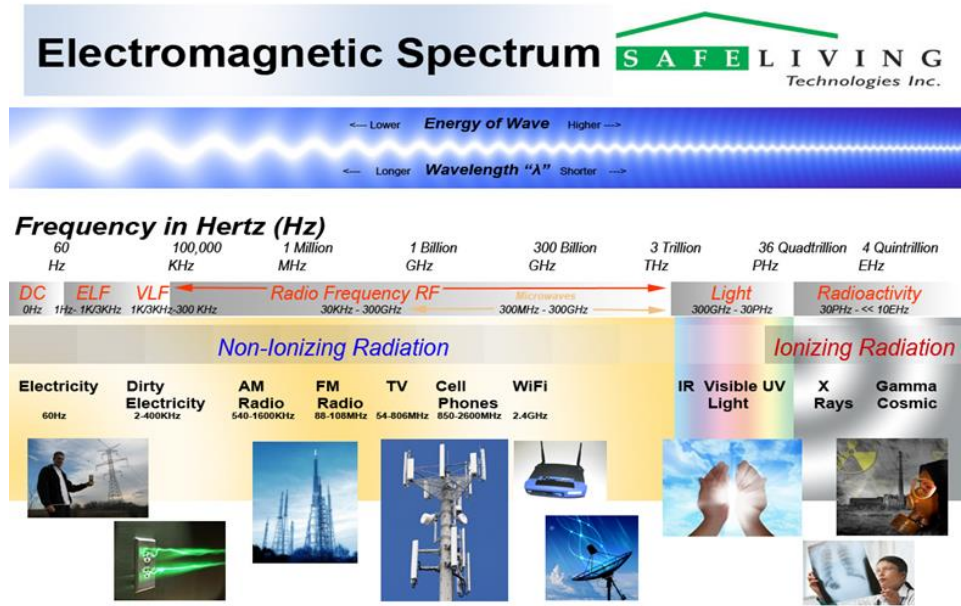 Electromagnetic Spectrum
SAFELIVING
Technologies Inc.
<--- Lower Energy of Wave Higher --->
<--- Longer Wavelength “λ” Shorter --->
Frequency in Hertz (Hz)
60 100,000 1 Million 1 Billion 300 Billion 3 Trillion 36 Quadtrillion 4 Quintrillion
Hz KHz MHz GHz GHz THz PHz EHz
DC ELF VLF Radio Frequency RF Microwaves Light Radioactivity
0Hz 1Hz- 1K/3KHz 1K/3KHz-300 KHz 30KHz - 300GHz 300MHz - 300GHz 300GHz - 30PHz 30PHz - << 10EHz
Non-Ionizing Radiation Ionizing Radiation
Electricity Dirty AM FM TV Cell WiFi IR Visible UV X Gamma
Electricity Radio Radio Phones Light Rays Cosmic
60Hz 2-400KHz 540-1600KHz 88-108MHz 54-806MHz 850-2600MHz 2.4GHz